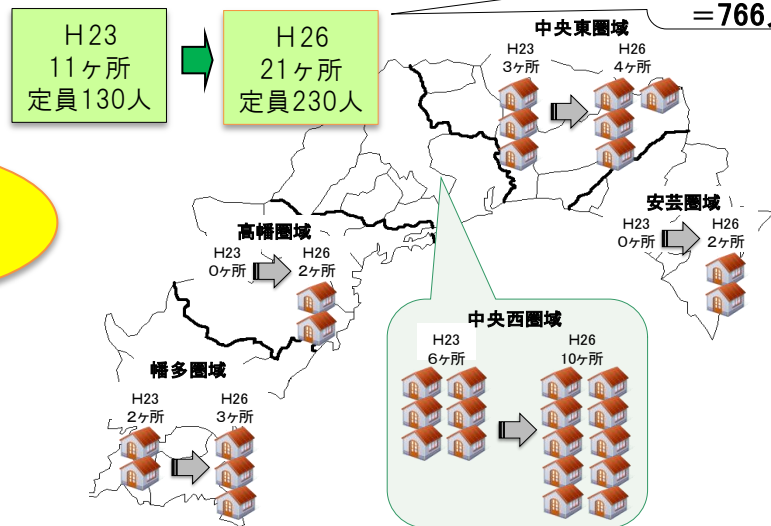 H23
11ヶ所
定員130人
H26
21ヶ所
定員230人
=766,
中央東圏域
H23
3ヶ所
H26
4ヶ所
安芸圏域
H23
0ヶ所
H26
2ヶ所
高幡圏域
H23
0ヶ所
H26
2ヶ所
中央西圏域
H23
6ヶ所
H26
10ヶ所
幡多圏域
H23
2ヶ所
H26
3ヶ所